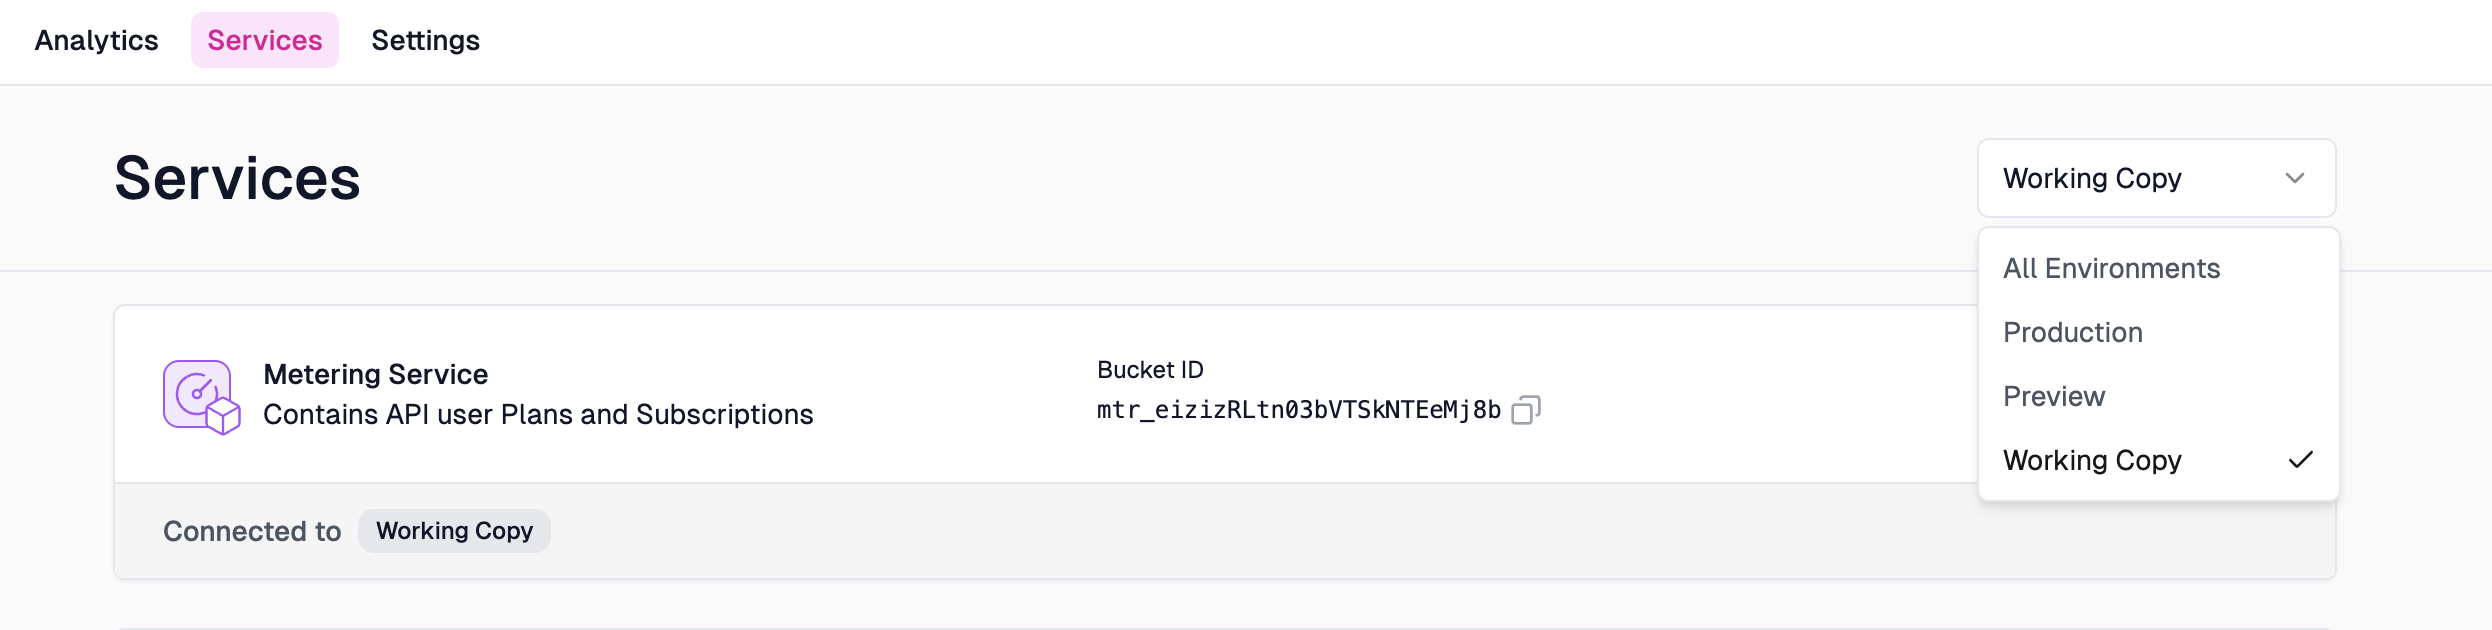 Analytics Services Settings
Services
Working Copy
All Environments
Production
Preview
Working Copy
Metering Service
Contains API user Plans and Subscriptions
Bucket ID
mtr_eizizRLtn03bVTSkNTEeMj8b
Connected to Working Copy